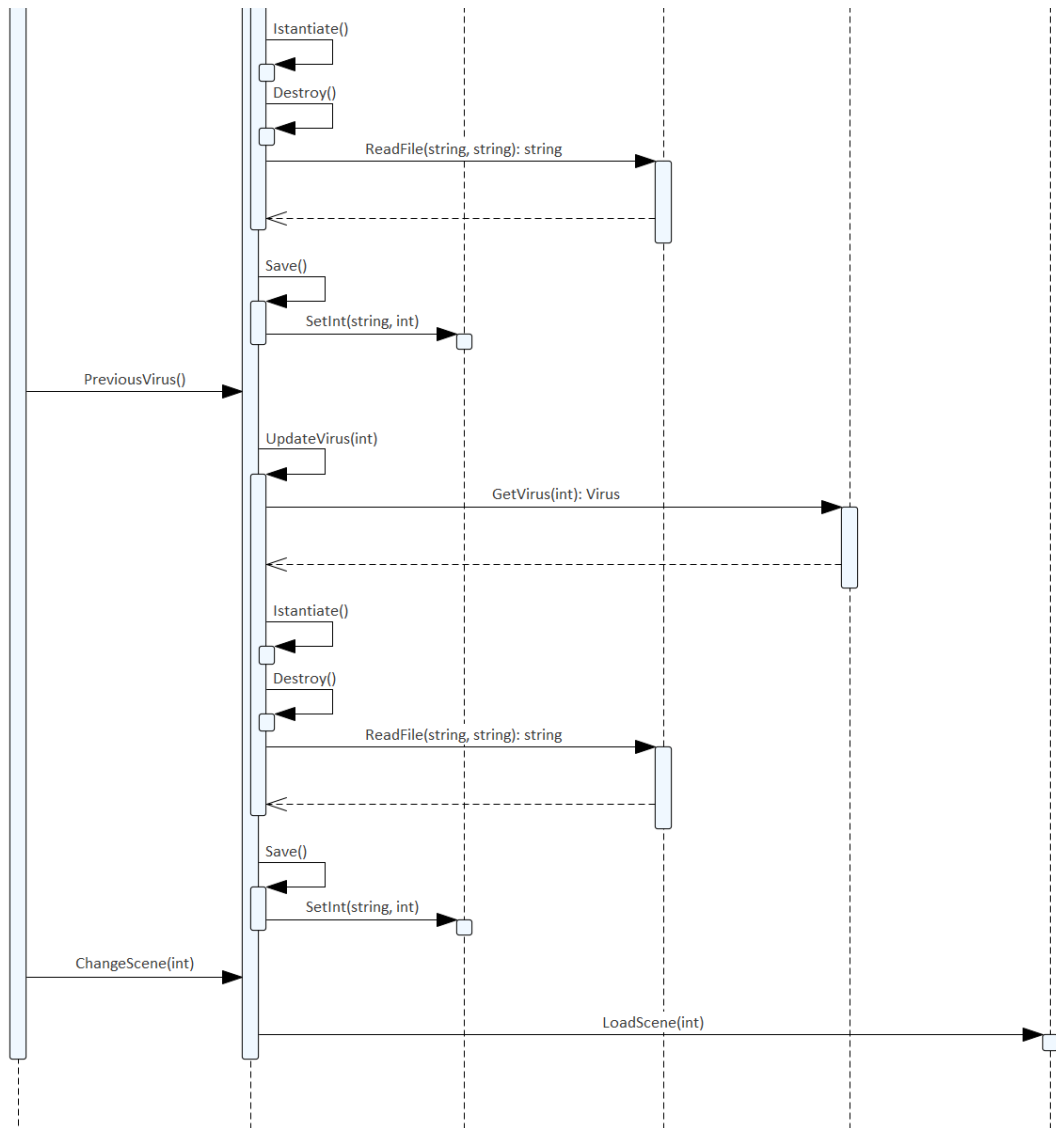 Istantiate()
Destroy()
ReadFile(string, string): string
Save()
SetInt(string, int)
PreviousVirus()
UpdateVirus(int)
GetVirus(int): Virus
Istantiate()
Destroy()
ReadFile(string, string): string
Save()
SetInt(string, int)
ChangeScene(int)
LoadScene(int)